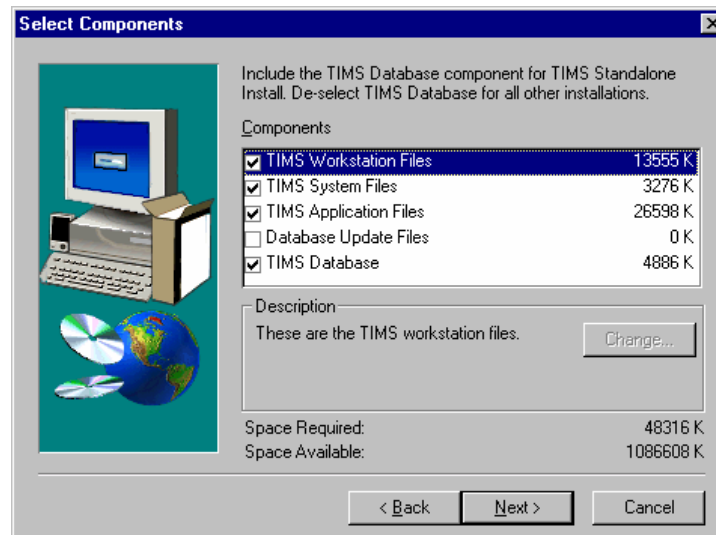 Select Components
Include the TIMS Database component for TIMS Standalone
Install. De-select TIMS Database for all other installations.
Components
TIMS Workstation Files 13555 K
TIMS System Files 3276 K
TIMS Application Files 26598 K
Database Update Files 0 K
TIMS Database 4886 K
Description
These are the TIMS workstation files.
Change...
Space Required: 48316 K
Space Available: 1086608 K
< Back Next > Cancel